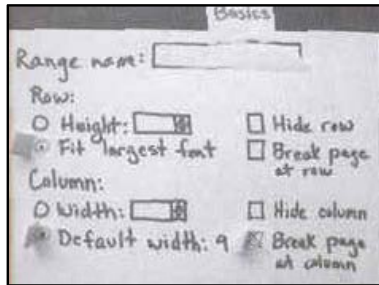 Basics
Range name:
Row:
Height:
Hide row
Fit largest font
Break page
at row
Column:
Width:
Hide column
Default width: 9
Break page
at column